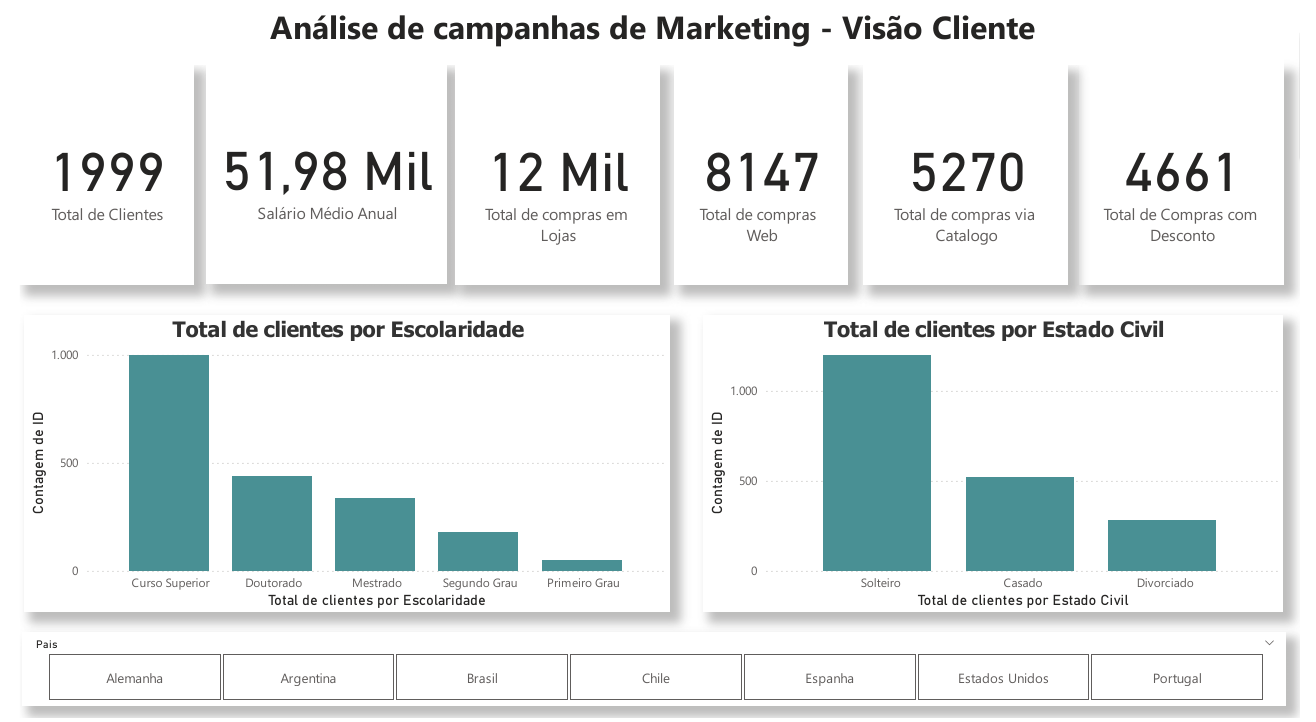 Análise de campanhas de Marketing - Visão Cliente
1999
Total de Clientes
51,98 Mil
Salário Médio Anual
12 Mil
Total de compras em
Lojas
8147
Total de compras
Web
5270
Total de compras via
Catalogo
4661
Total de Compras com
Desconto
Total de clientes por Escolaridade
Contagem de ID
1.000
500
0
Curso Superior
Doutorado
Mestrado
Segundo Grau
Primeiro Grau
Total de clientes por Escolaridade
Total de clientes por Estado Civil
Contagem de ID
1.000
500
0
Solteiro
Casado
Divorciado
Total de clientes por Estado Civil
Pais
Alemanha
Argentina
Brasil
Chile
Espanha
Estados Unidos
Portugal